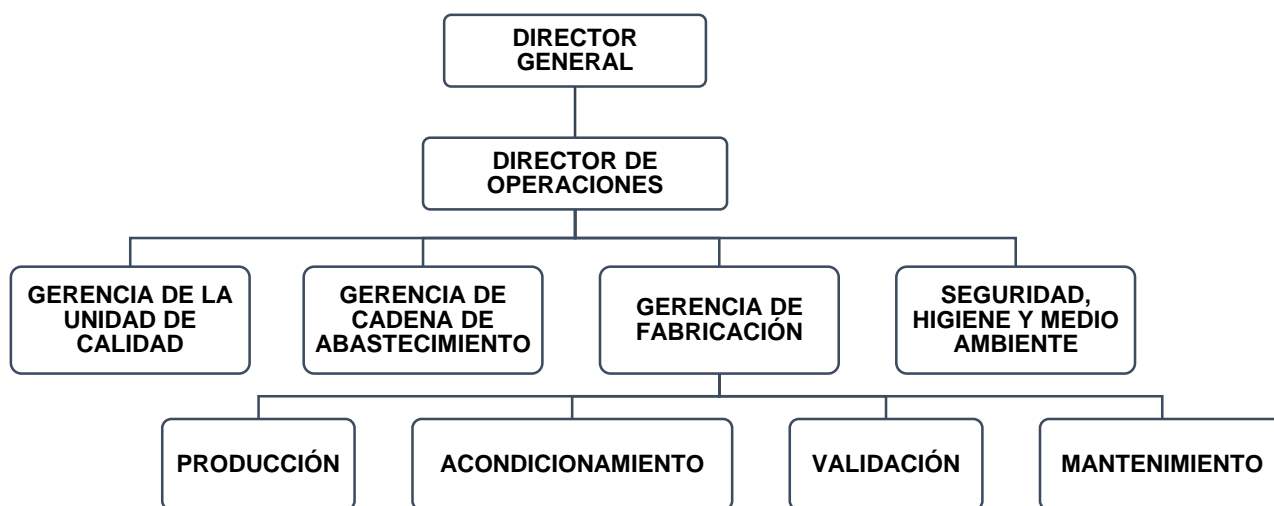 DIRECTOR
GENERAL
DIRECTOR DE
OPERACIONES
GERENCIA DE LA
UNIDAD DE
CALIDAD
GERENCIA DE
CADENA DE
ABASTECIMIENTO
GERENCIA DE
FABRICACIÓN
SEGURIDAD,
HIGIENE Y MEDIO
AMBIENTE
PRODUCCIÓN
ACONDICIONAMIENTO
VALIDACIÓN
MANTENIMIENTO